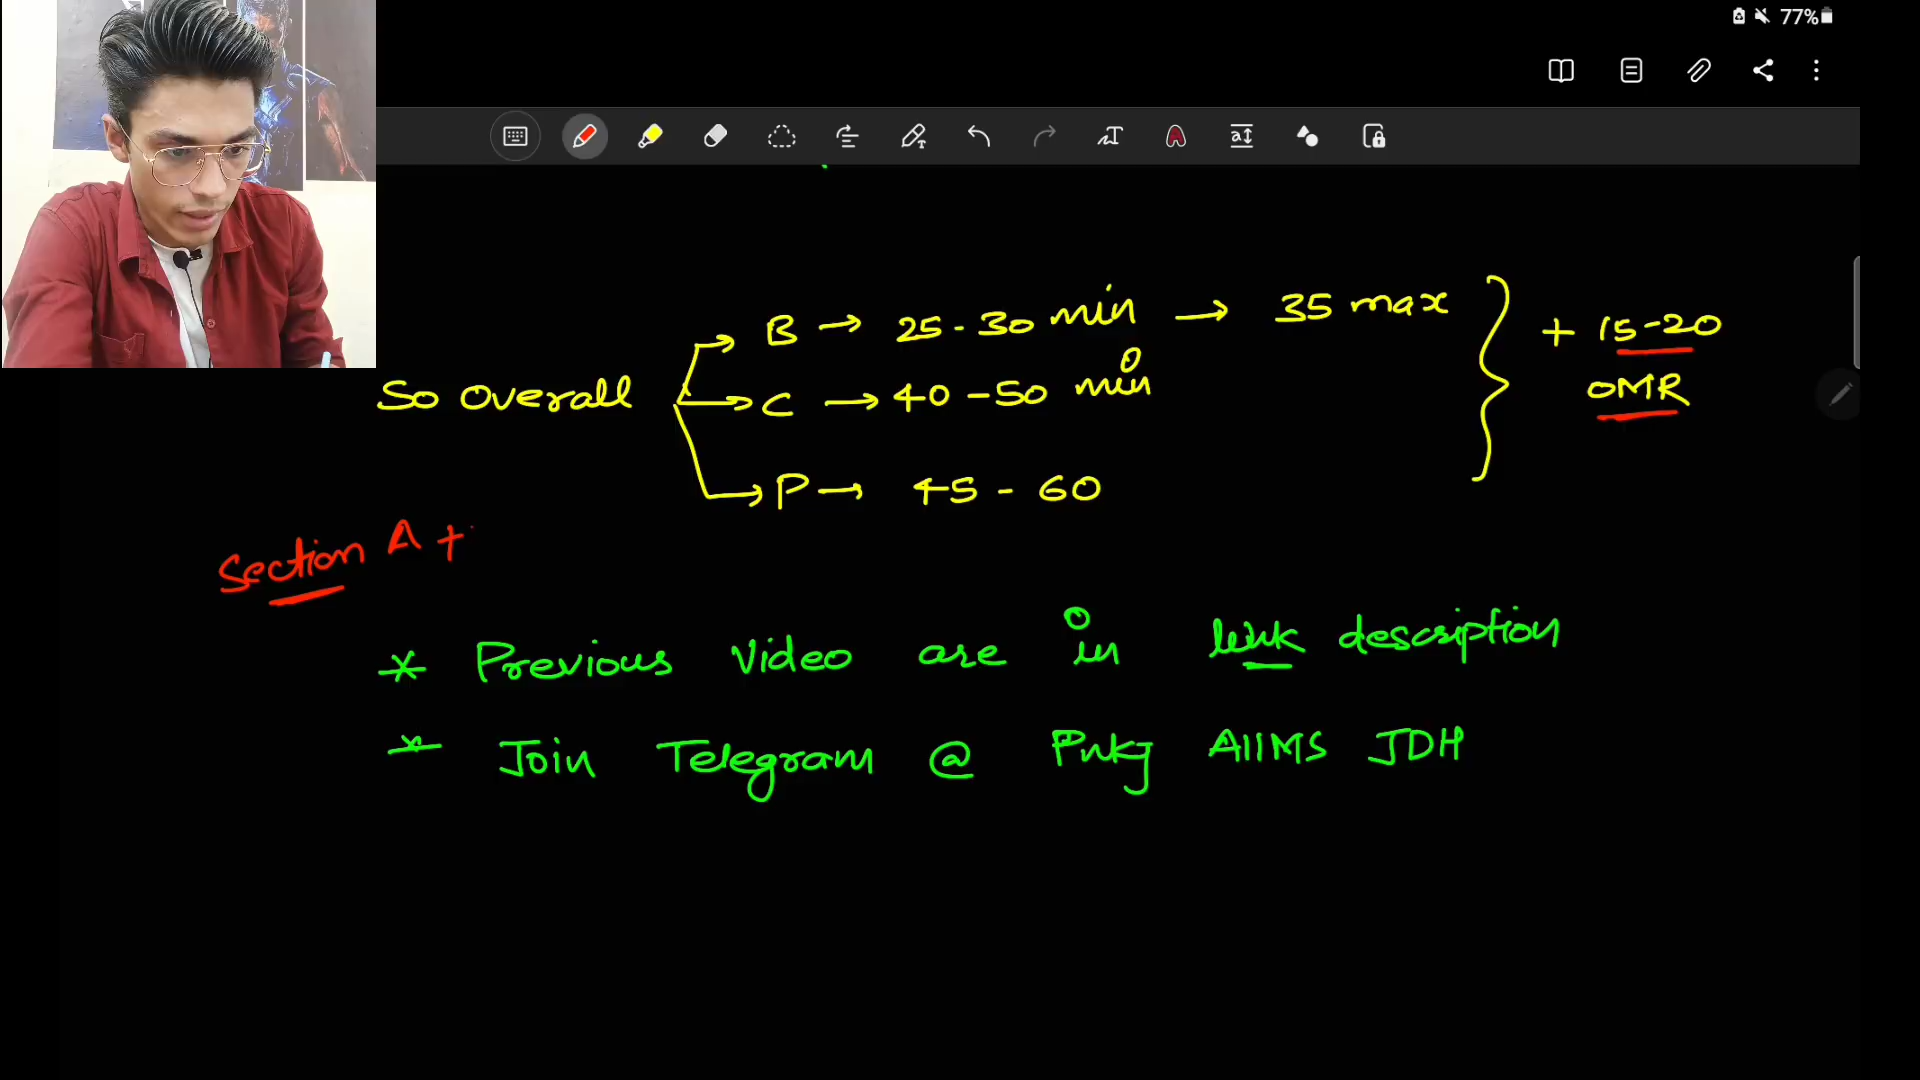 77%
B → 25-30 min → 35 max
+ 15-20
So Overall
C → 40-50 min
OMR
P → 45 - 60
Section A +
* Previous Video are in link description
* Join Telegram @ Pnkj AIIMS JDH